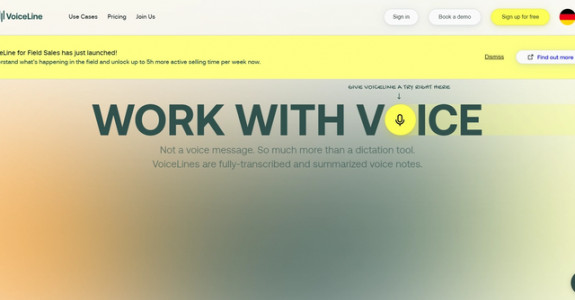 VoiceLine Use Cases Pricing Join Us Sign in Book a demo Sign up for free
eLine for Field Sales has just launched!
erstand what's happening in the field and unlock up to 5h more active selling time per week now.
Dismiss Find out more
GIVE VOICELINE A TRY RIGHT HERE
WORK WITH VOICE
Not a voice message. So much more than a dictation tool.
VoiceLines are fully-transcribed and summarized voice notes.